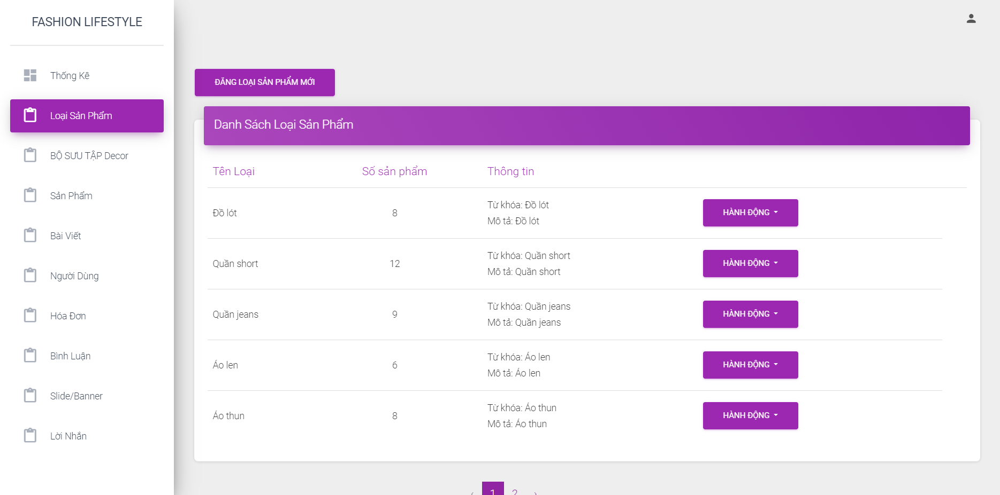 FASHION LIFESTYLE
Thống Kê
Loại Sản Phẩm
BỘ SƯU TẬP Decor
Sản Phẩm
Bài Viết
Người Dùng
Hóa Đơn
Bình Luận
Slide/Banner
Lời Nhắn
ĐĂNG LOẠI SẢN PHẨM MỚI
Danh Sách Loại Sản Phẩm
Tên Loại Số sản phẩm Thông tin
Đồ lót 8 Từ khóa: Đồ lót HÀNH ĐỘNG
Mô tả: Đồ lót
Quần short 12 Từ khóa: Quần short HÀNH ĐỘNG
Mô tả: Quần short
Quần jeans 9 Từ khóa: Quần jeans HÀNH ĐỘNG
Mô tả: Quần jeans
Áo len 6 Từ khóa: Áo len HÀNH ĐỘNG
Mô tả: Áo len
Áo thun 8 Từ khóa: Áo thun HÀNH ĐỘNG
Mô tả: Áo thun
‹ 1 2 ›